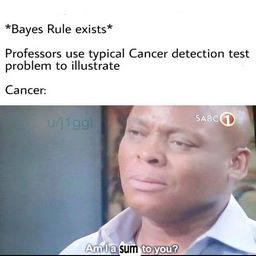 *Bayes Rule exists*
Professors use typical Cancer detection test
problem to illustrate
Cancer:
SABC 1
u/j1ggl
Am I a sum to you?